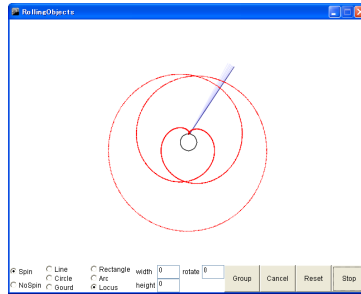 RollingObjects
Spin Line Rectangle width 0 rotate 0
Circle Arc Group Cancel Reset Stop
NoSpin Gourd Locus height 0